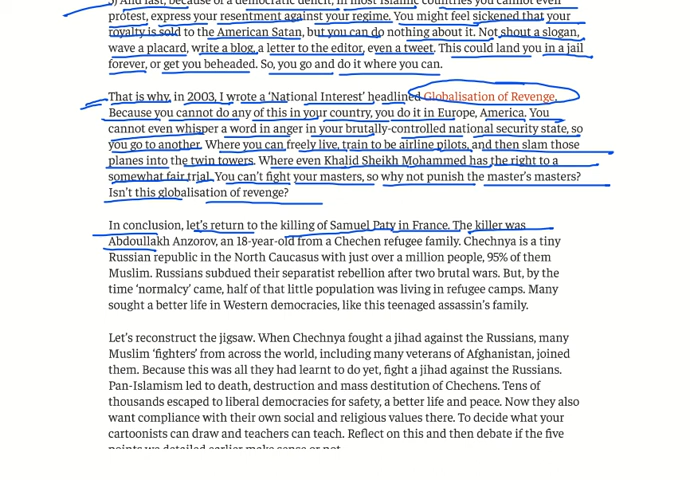 5) And last, because of a democratic deficit, in most Islamic countries you cannot even
protest, express your resentment against your regime. You might feel sickened that your
royalty is sold to the American Satan, but you can do nothing about it. Not shout a slogan,
wave a placard, write a blog, a letter to the editor, even a tweet. This could land you in a jail
forever, or get you beheaded. So, you go and do it where you can.
That is why, in 2003, I wrote a ‘National Interest’ headlined Globalisation of Revenge.
Because you cannot do any of this in your country, you do it in Europe, America. You
cannot even whisper a word in anger in your brutally-controlled national security state, so
you go to another. Where you can freely live, train to be airline pilots, and then slam those
planes into the twin towers. Where even Khalid Sheikh Mohammed has the right to a
somewhat fair trial. You can’t fight your masters, so why not punish the master’s masters?
Isn’t this globalisation of revenge?
In conclusion, let’s return to the killing of Samuel Paty in France. The killer was
Abdoullakh Anzorov, an 18-year-old from a Chechen refugee family. Chechnya is a tiny
Russian republic in the North Caucasus with just over a million people, 95% of them
Muslim. Russians subdued their separatist rebellion after two brutal wars. But, by the
time ‘normalcy’ came, half of that little population was living in refugee camps. Many
sought a better life in Western democracies, like this teenaged assassin’s family.
Let’s reconstruct the jigsaw. When Chechnya fought a jihad against the Russians, many
Muslim ‘fighters’ from across the world, including many veterans of Afghanistan, joined
them. Because this was all they had learnt to do yet, fight a jihad against the Russians.
Pan-Islamism led to death, destruction and mass destitution of Chechens. Tens of
thousands escaped to liberal democracies for safety, a better life and peace. Now they also
want compliance with their own social and religious values there. To decide what your
cartoonists can draw and teachers can teach. Reflect on this and then debate if the five
points we detailed earlier make sense or not.